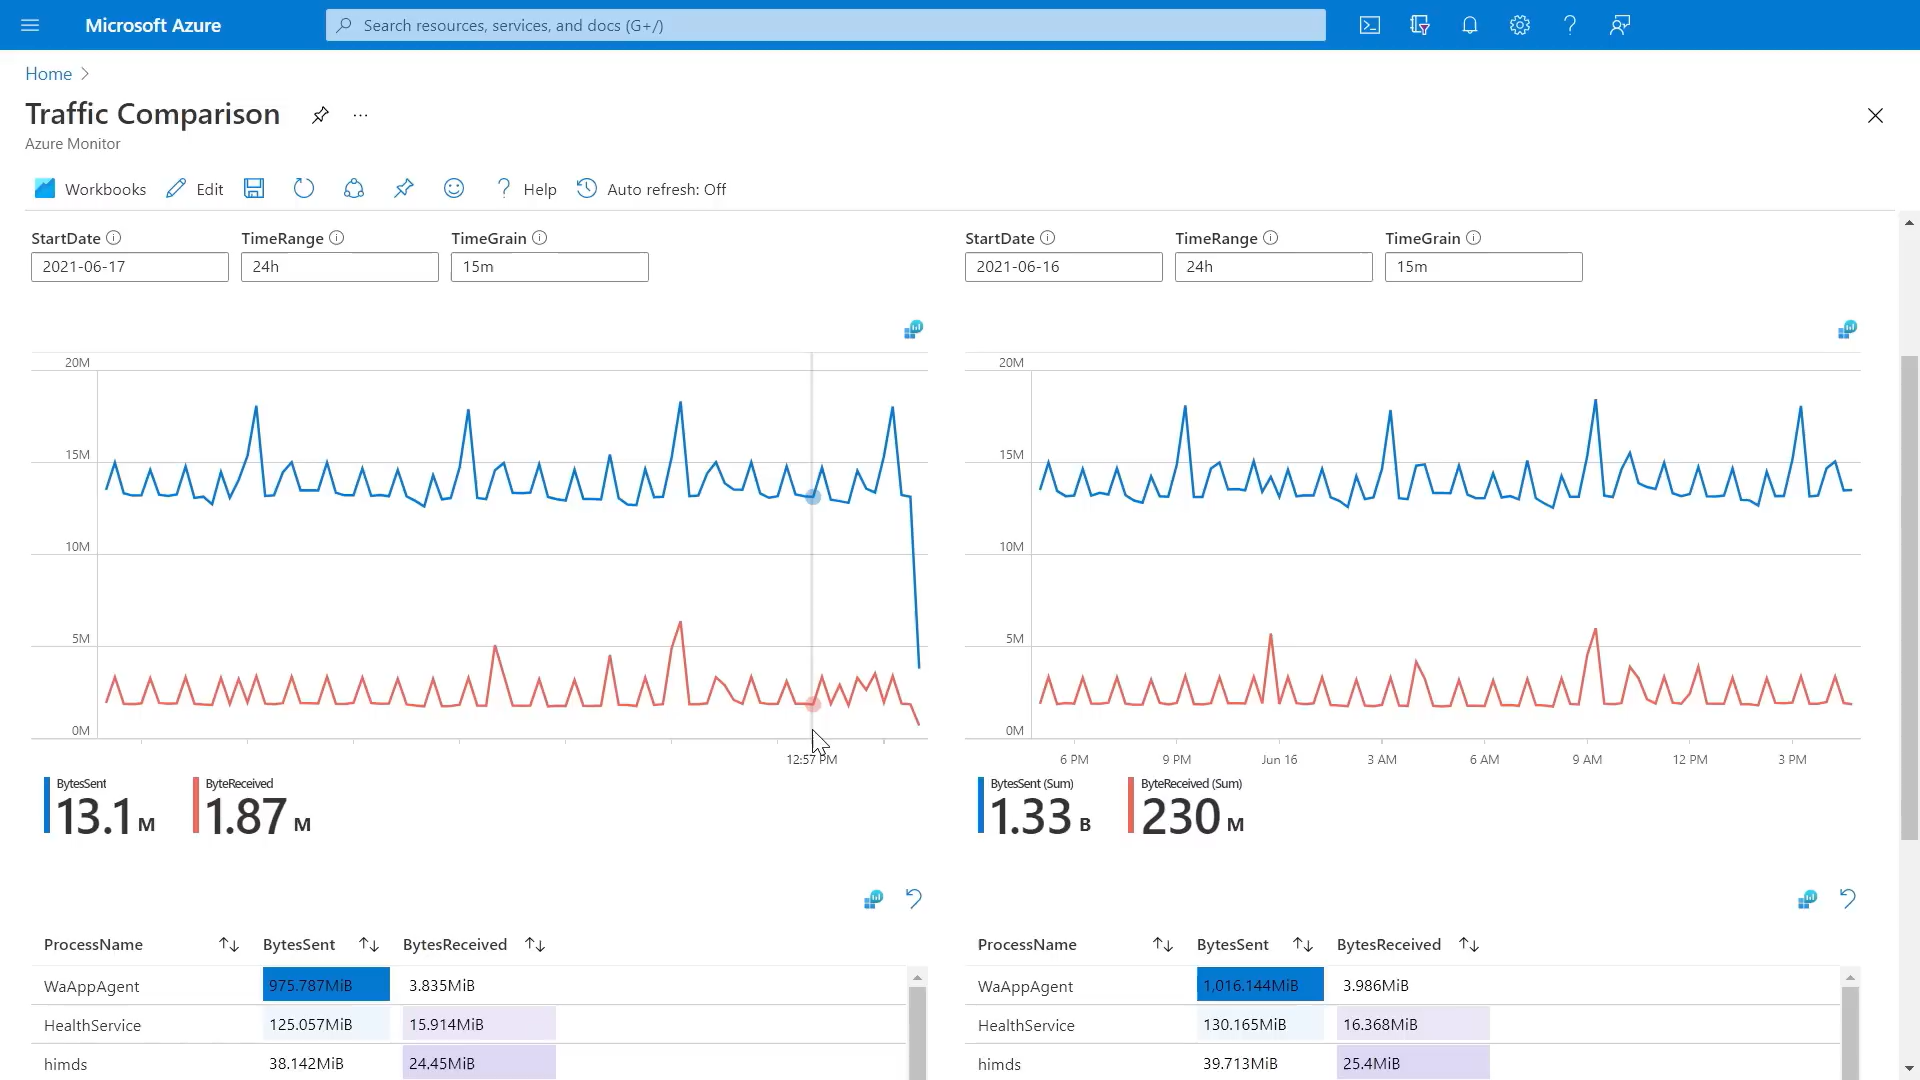 Microsoft Azure
Search resources, services, and docs (G+/)
Home
Traffic Comparison
Azure Monitor
Workbooks Edit Help Auto refresh: Off
StartDate TimeRange TimeGrain
2021-06-17 24h 15m
20M
15M
10M
5M
0M
12:57 PM
BytesSent ByteReceived
13.1 M 1.87 M
ProcessName BytesSent BytesReceived
WaAppAgent 975.787MiB 3.835MiB
HealthService 125.057MiB 15.914MiB
himds 38.142MiB 24.45MiB
StartDate TimeRange TimeGrain
2021-06-16 24h 15m
20M
15M
10M
5M
0M
6 PM 9 PM Jun 16 3 AM 6 AM 9 AM 12 PM 3 PM
BytesSent (Sum) ByteReceived (Sum)
1.33 B 230 M
ProcessName BytesSent BytesReceived
WaAppAgent 1,016.144MiB 3.986MiB
HealthService 130.165MiB 16.368MiB
himds 39.713MiB 25.4MiB